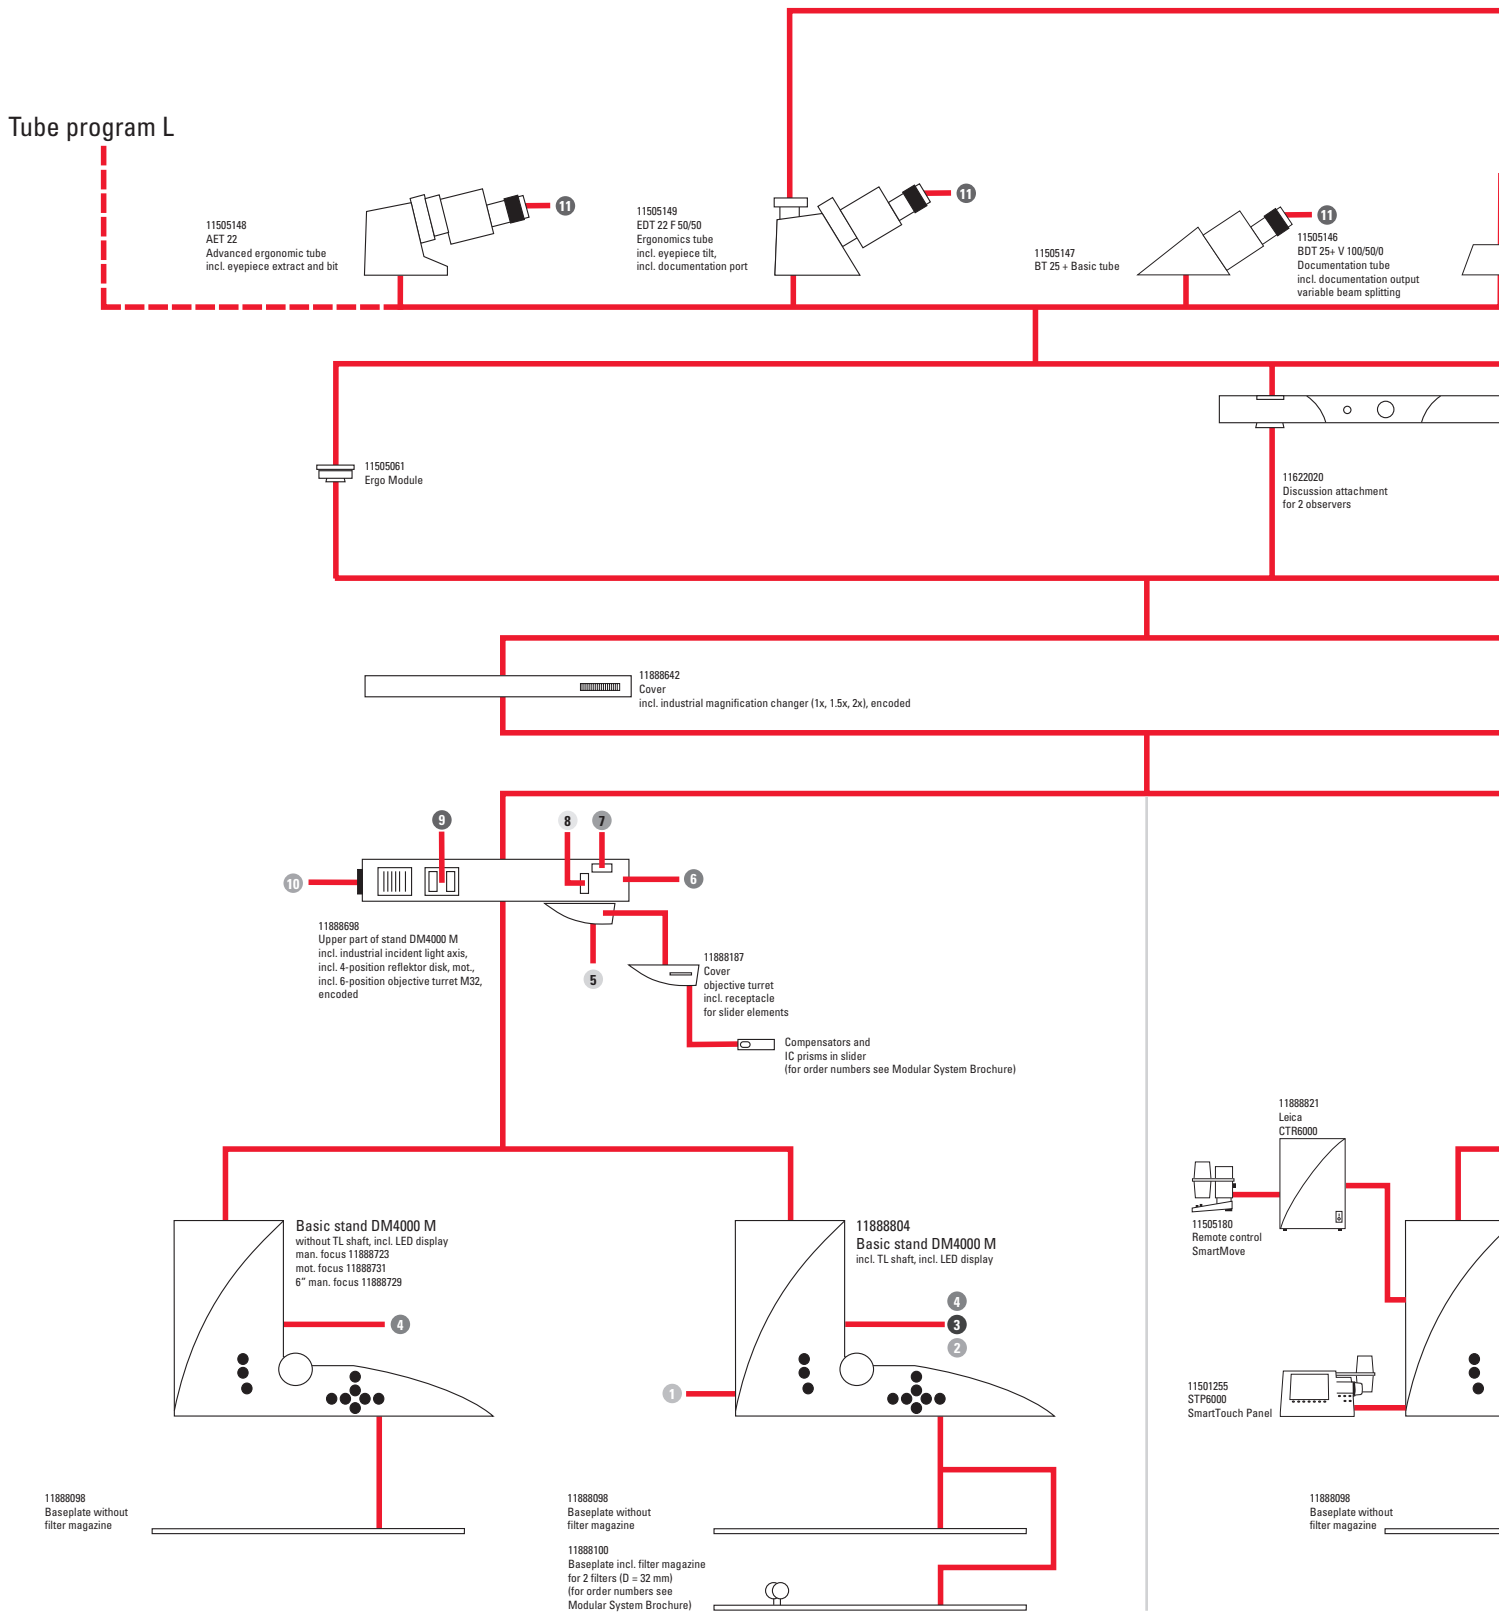 Tube program L
11505148
AET 22
Advanced ergonomic tube
incl. eyepiece extract and bit
11
11505149
EDT 22 F 50/50
Ergonomics tube
incl. eyepiece tilt,
incl. documentation port
11
11505147
BT 25 + Basic tube
11
11505146
BDT 25+ V 100/50/0
Documentation tube
incl. documentation output
variable beam splitting
11505061
Ergo Module
11622020
Discussion attachment
for 2 observers
11888642
Cover
incl. industrial magnification changer (1x, 1.5x, 2x), encoded
9
8
7
10
6
11888698
Upper part of stand DM4000 M
incl. industrial incident light axis,
incl. 4-position reflektor disk, mot.,
incl. 6-position objective turret M32,
encoded
5
11888187
Cover
objective turret
incl. receptacle
for slider elements
Compensators and
IC prisms in slider
(for order numbers see Modular System Brochure)
11888821
Leica
CTR6000
11505180
Remote control
SmartMove
Basic stand DM4000 M
without TL shaft, incl. LED display
man. focus 11888723
mot. focus 11888731
6˝ man. focus 11888729
4
11888804
Basic stand DM4000 M
incl. TL shaft, incl. LED display
4
3
2
1
11501255
STP6000
SmartTouch Panel
11888098
Baseplate without
filter magazine
11888098
Baseplate without
filter magazine
11888100
Baseplate incl. filter magazine
for 2 filters (D = 32 mm)
(for order numbers see
Modular System Brochure)
11888098
Baseplate without
filter magazine